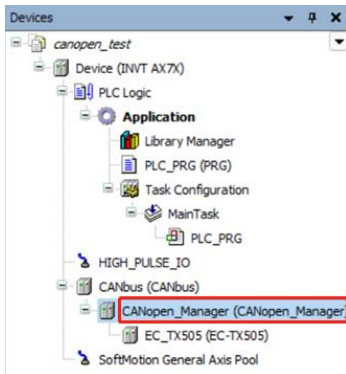 Devices
canopen_test
Device (INVT AX7X)
PLC Logic
Application
Library Manager
PLC_PRG (PRG)
Task Configuration
MainTask
PLC_PRG
HIGH_PULSE_IO
CANbus (CANbus)
CANopen_Manager (CANopen_Manager)
EC_TX505 (EC-TX505)
SoftMotion General Axis Pool